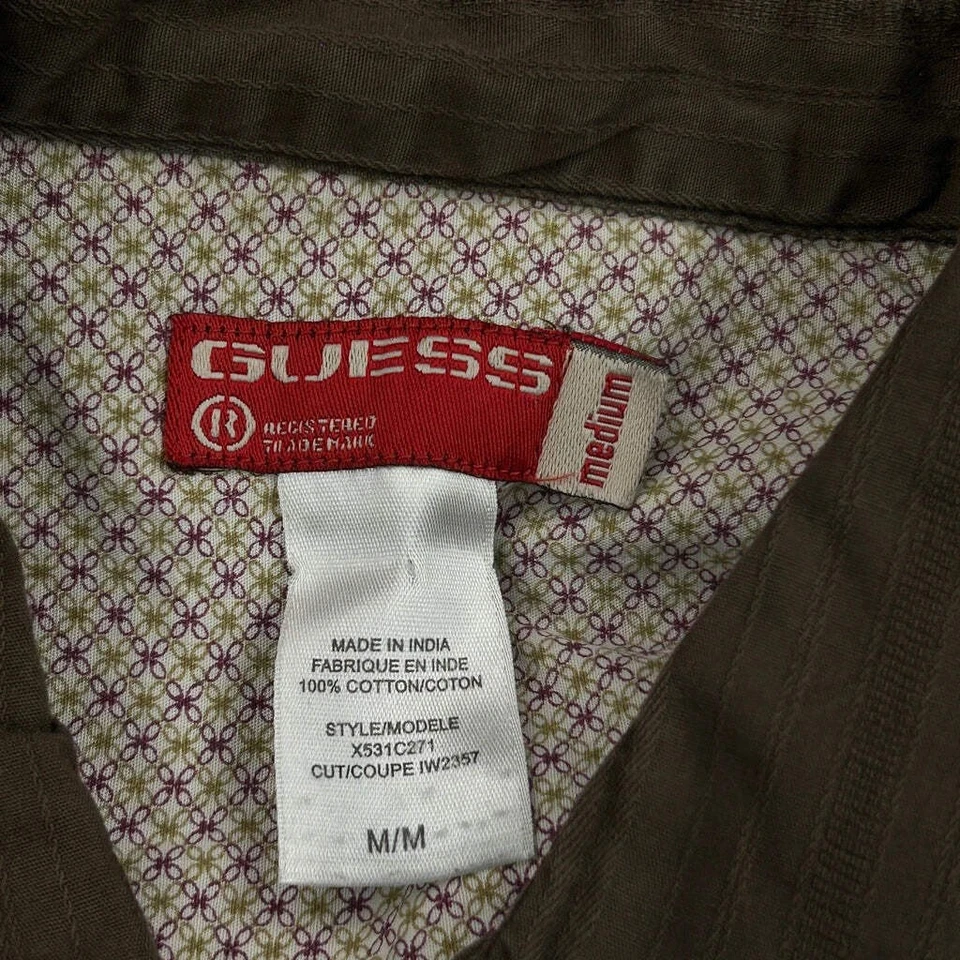 GUESS
R REGISTERED
TRADEMARK
medium
MADE IN INDIA
FABRIQUE EN INDE
100% COTTON/COTON
STYLE/MODELE
X531C271
CUT/COUPE IW2357
M/M